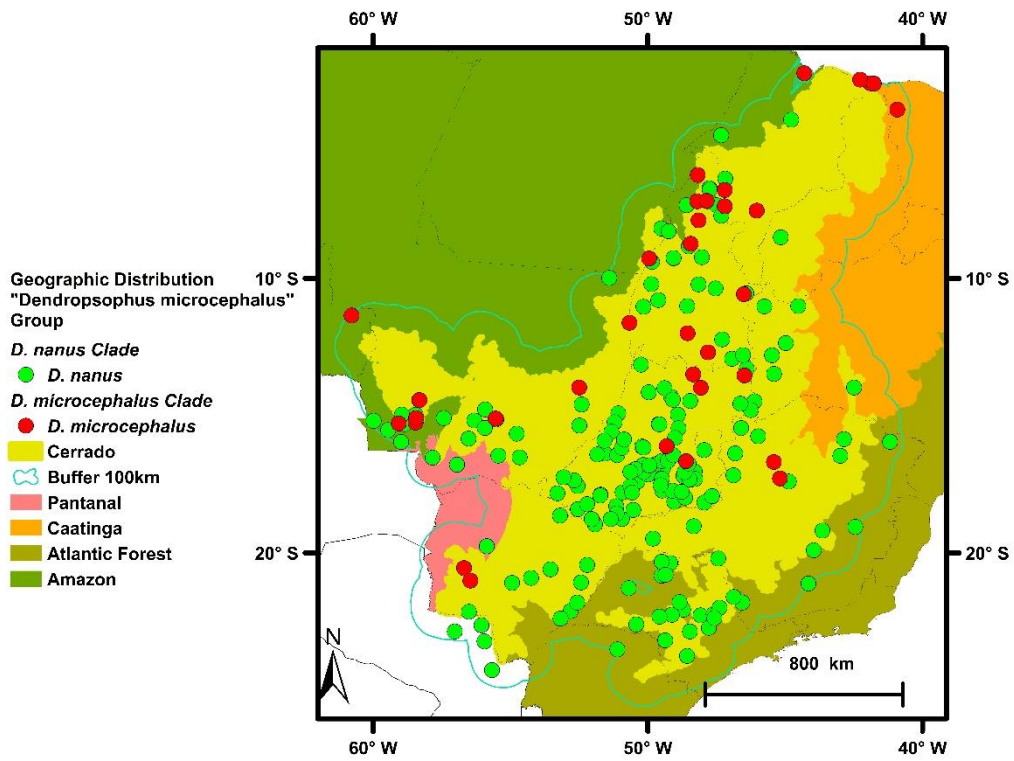 60° W 50° W 40° W
Geographic Distribution
"Dendropsophus microcephalus"
Group
D. nanus Clade
D. nanus
D. microcephalus Clade
D. microcephalus
Cerrado
Buffer 100km
Pantanal
Caatinga
Atlantic Forest
Amazon
10° S 10° S
20° S 20° S
N
800 km
60° W 50° W 40° W